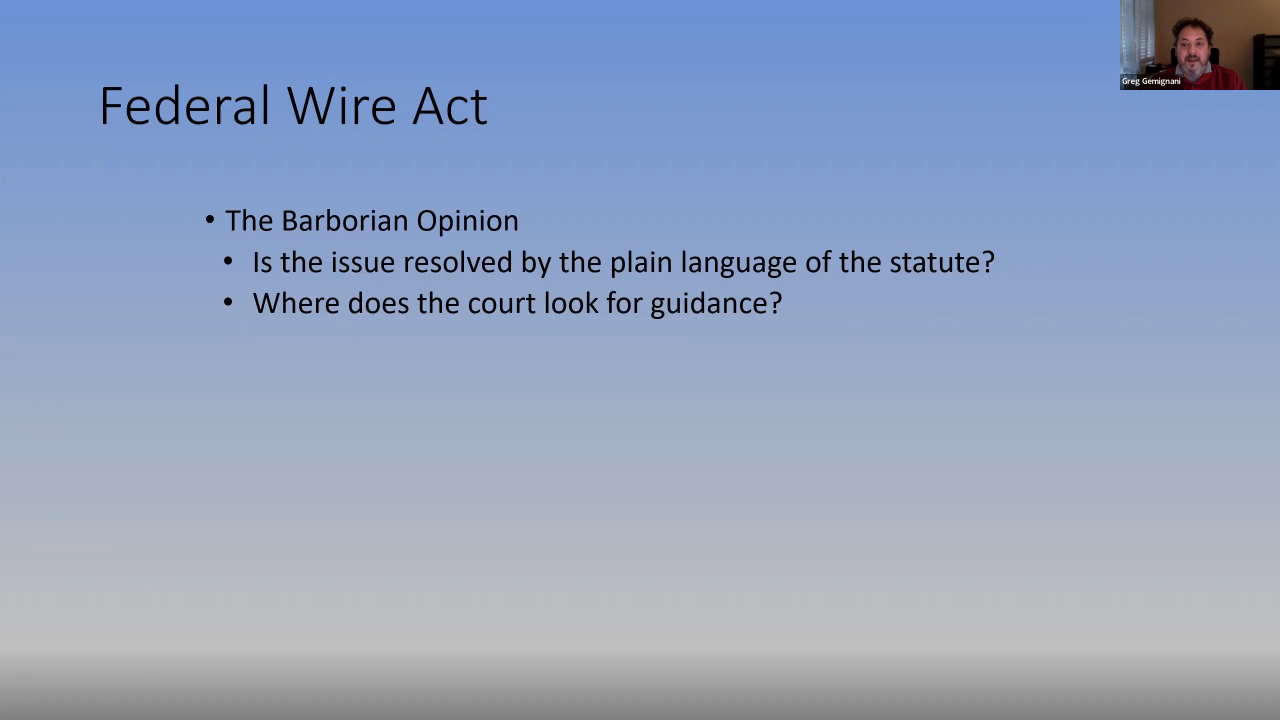 Greg Gemignani
Federal Wire Act
• The Barborian Opinion
• Is the issue resolved by the plain language of the statute?
• Where does the court look for guidance?